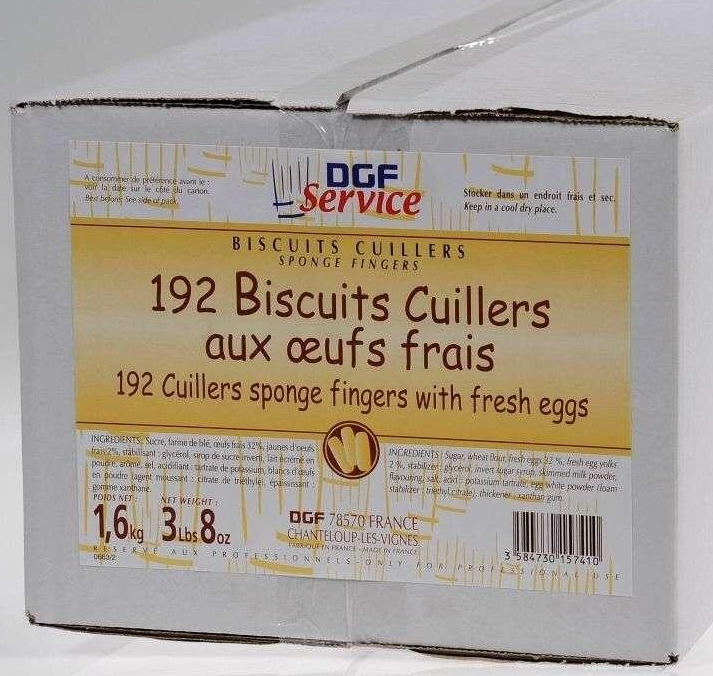 A consommer de préférence avant le :
voir la date sur le côté du carton.
Best before: See side of pack.
DGF
Service
Stocker dans un endroit frais et sec.
Keep in a cool dry place.
BISCUITS CUILLERS
SPONGE FINGERS
192 Biscuits Cuillers
aux œufs frais
192 Cuillers sponge fingers with fresh eggs
INGREDIENTS : Sucre, farine de blé, œufs frais 32%, jaunes d'œufs
frais 2%, stabilisant : glycérol, sirop de sucre inverti, lait écrémé en
poudre, arôme, sel, acidifiant : tartrate de potassium, blancs d'œufs
en poudre (agent moussant : citrate de triéthyle), épaississant :
gomme xanthane.
INGREDIENTS : Sugar, wheat flour, fresh eggs 32 %, fresh egg yolks
2 %, stabilizer : glycerol, invert sugar syrup, skimmed milk powder,
flavouring, salt, acid : potassium tartrate, egg white powder (foam
stabilizer : triethyl citrate), thickener : xanthan gum.
POIDS NET : NET WEIGHT :
1,6kg 3Lbs8oz
DGF 78570 FRANCE
CHANTELOUP-LES-VIGNES
FABRIQUÉ EN FRANCE - MADE IN FRANCE
3 584730 157410
RESERVÉ AUX PROFESSIONNELS-ONLY FOR PROFESSIONAL USE
0663/2